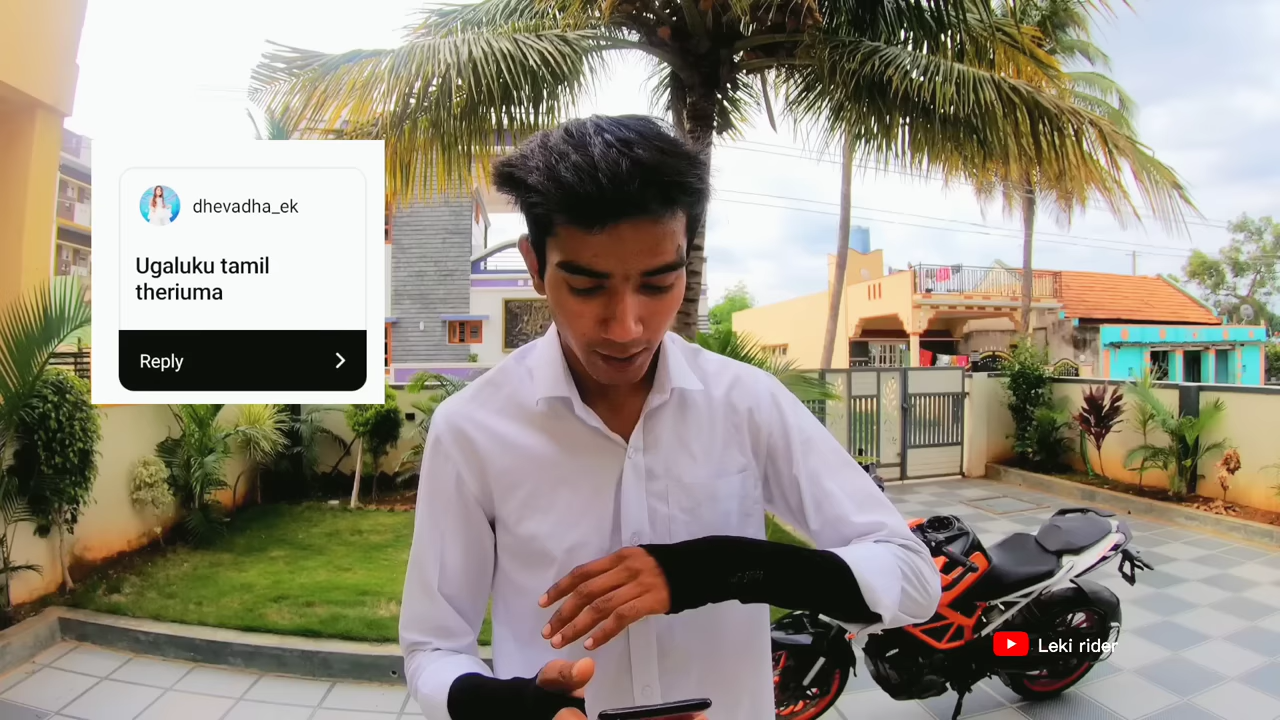 dhevadha_ek
Ugaluku tamil
theriuma
Reply
Leki rider